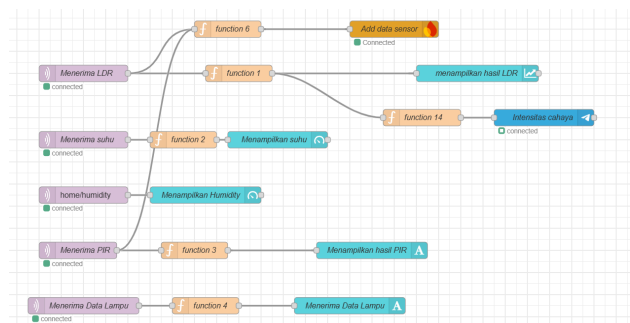 function 6
Add data sensor
Connected
Menerima LDR
function 1
menampilkan hasil LDR
connected
function 14
Intensitas cahaya
connected
Menerima suhu
function 2
Menampilkan suhu
connected
home/humidity
Menampilkan Humidity
connected
Menerima PIR
function 3
Menampilkan hasil PIR
A
connected
Menerima Data Lampu
function 4
Menerima Data Lampu
A
connected